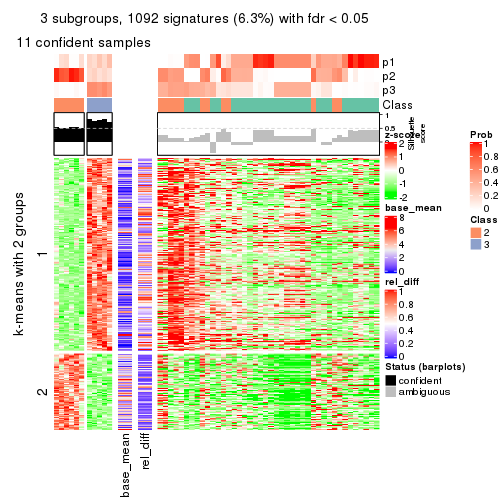 3 subgroups, 1092 signatures (6.3%) with fdr < 0.05
11 confident samples
p1
p2
p3
Class
1
0.5
0
Silhouette
score
k-means with 2 groups
1
2
base_mean
rel_diff
z-score
2
1
0
-1
-2
base_mean
8
6
4
2
0
rel_diff
1
0.8
0.6
0.4
0.2
0
Status (barplots)
confident
ambiguous
Prob
1
0.8
0.6
0.4
0.2
0
Class
2
3